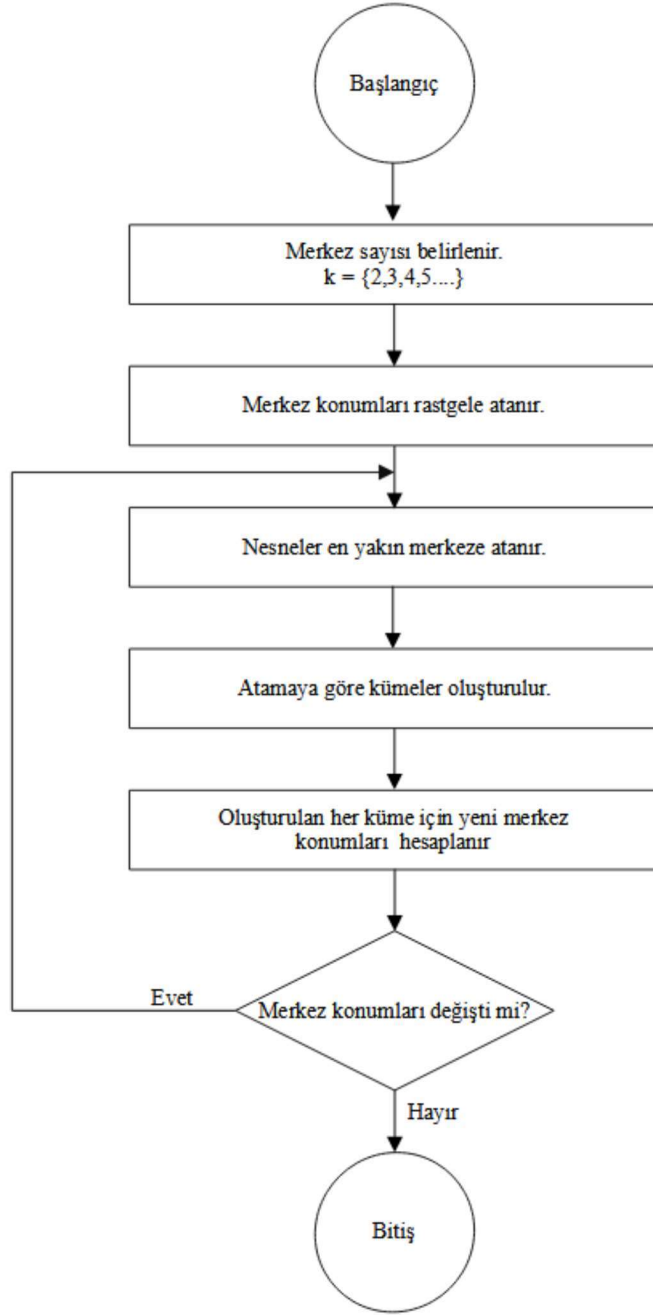 Başlangıç
Merkez sayısı belirlenir.
k = {2,3,4,5....}
Merkez konumları rastgele atanır.
Nesneler en yakın merkeze atanır.
Atamaya göre kümeler oluşturulur.
Oluşturulan her küme için yeni merkez
konumları hesaplanır
Evet
Merkez konumları değişti mi?
Hayır
Bitiş